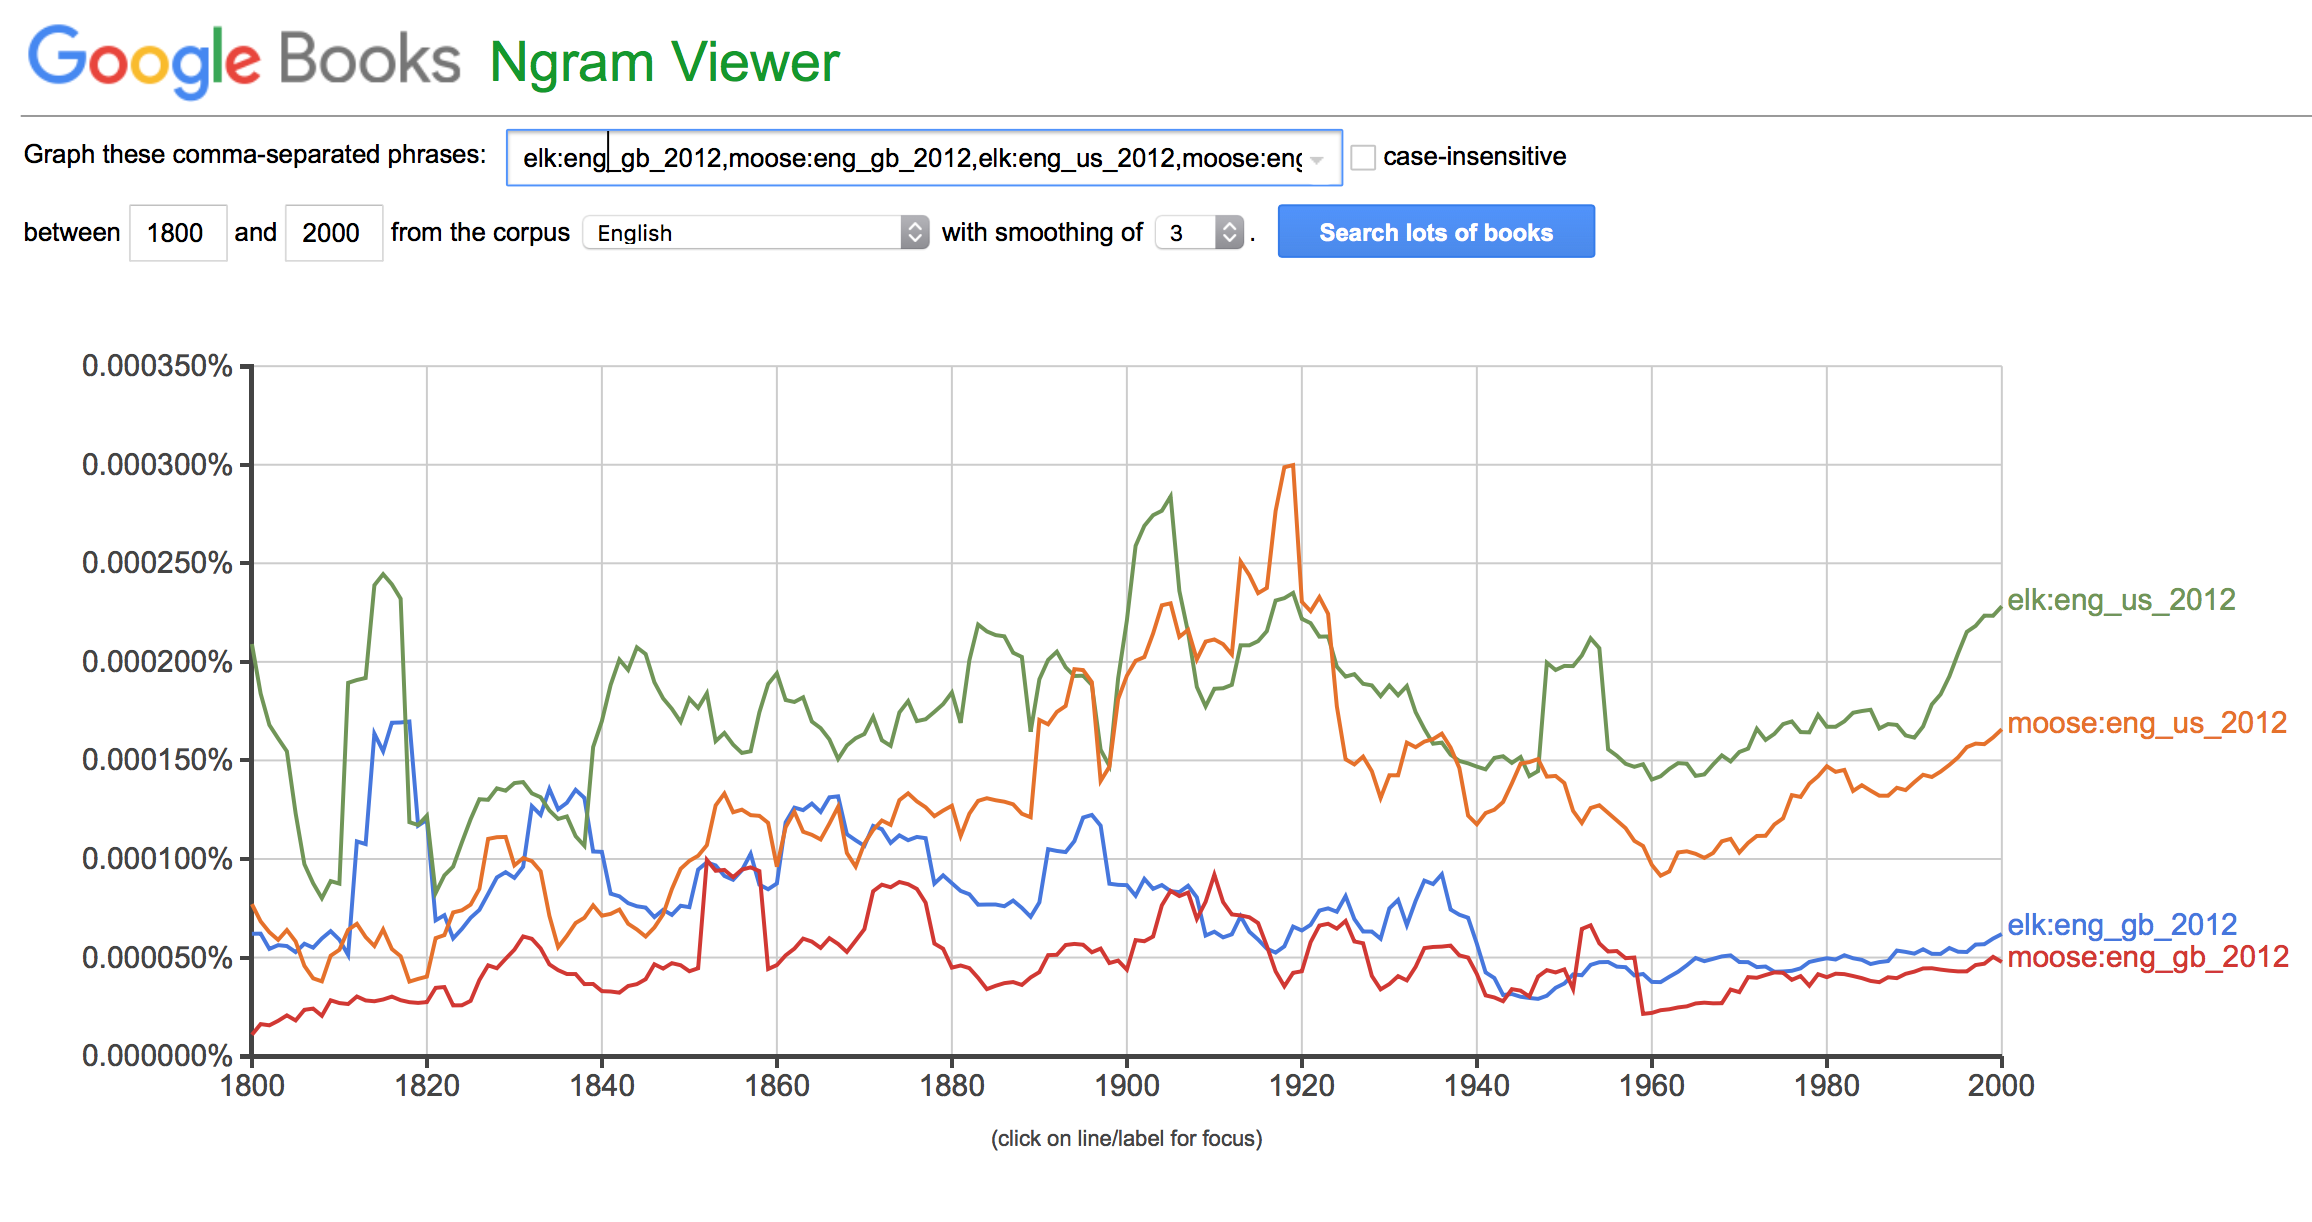 Google Books Ngram Viewer
Graph these comma-separated phrases: elk:eng_gb_2012,moose:eng_gb_2012,elk:eng_us_2012,moose:eng case-insensitive
between 1800 and 2000 from the corpus English with smoothing of 3 . Search lots of books
0.000350%
0.000300%
0.000250%
0.000200%
0.000150%
0.000100%
0.000050%
0.000000%
elk:eng_us_2012
moose:eng_us_2012
elk:eng_gb_2012
moose:eng_gb_2012
1800 1820 1840 1860 1880 1900 1920 1940 1960 1980 2000
(click on line/label for focus)